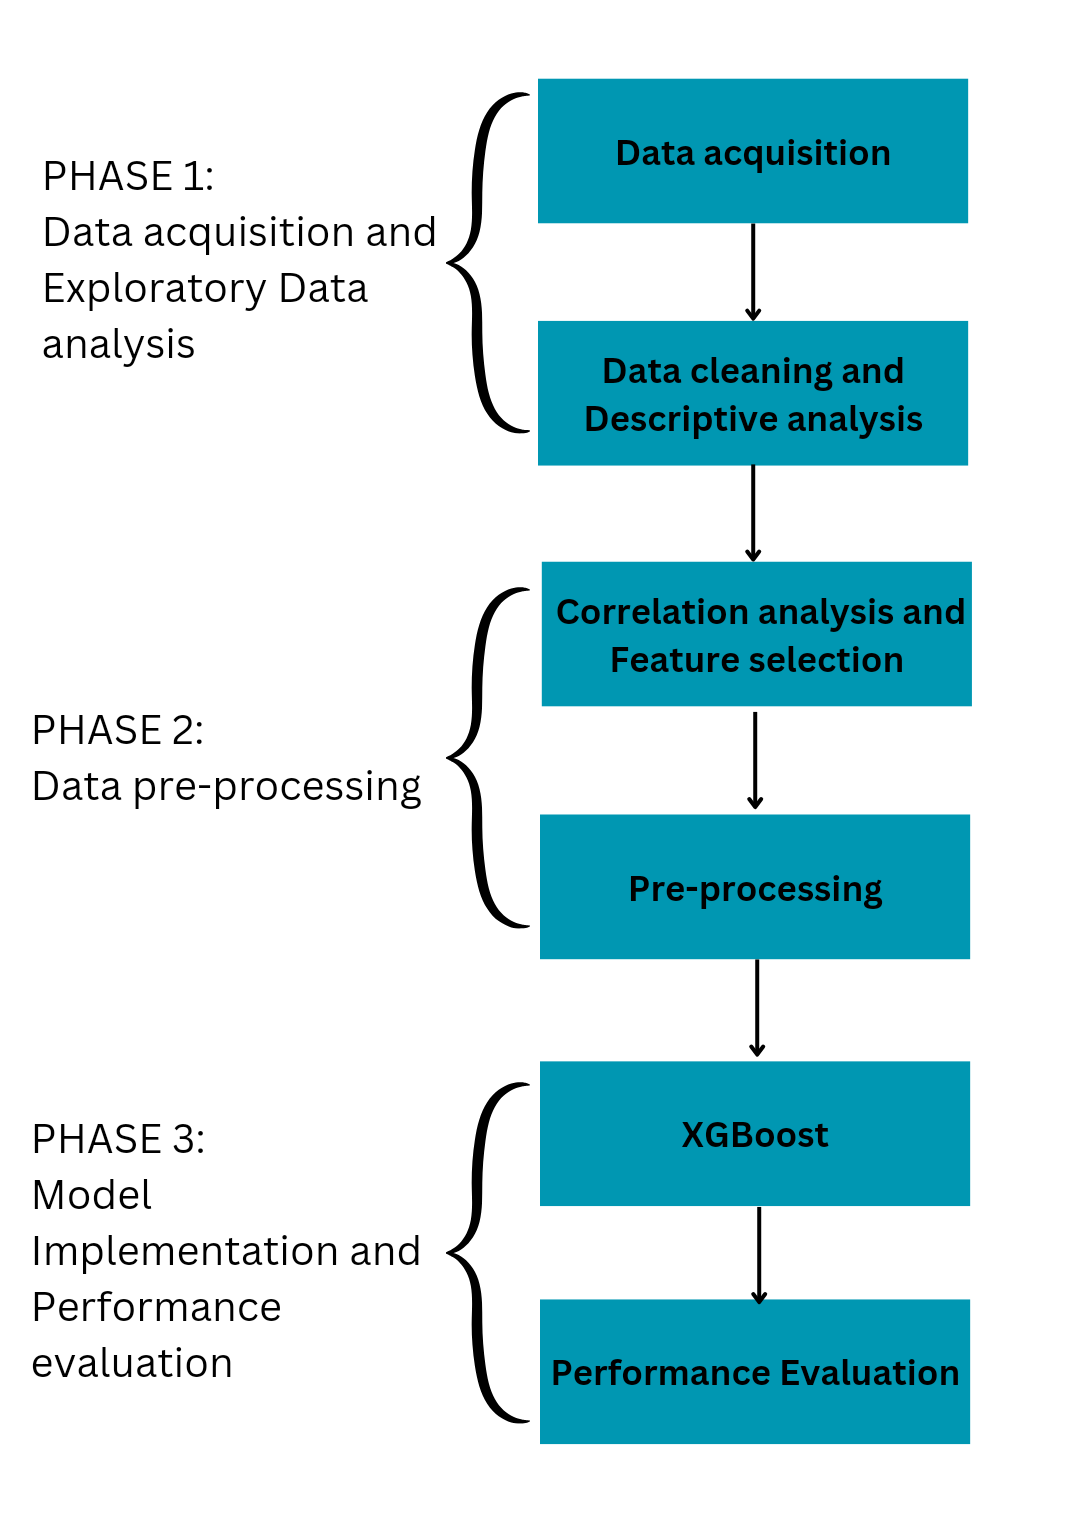 PHASE 1:
Data acquisition and
Exploratory Data
analysis
Data acquisition
Data cleaning and
Descriptive analysis
PHASE 2:
Data pre-processing
Correlation analysis and
Feature selection
Pre-processing
PHASE 3:
Model
Implementation and
Performance
evaluation
XGBoost
Performance Evaluation